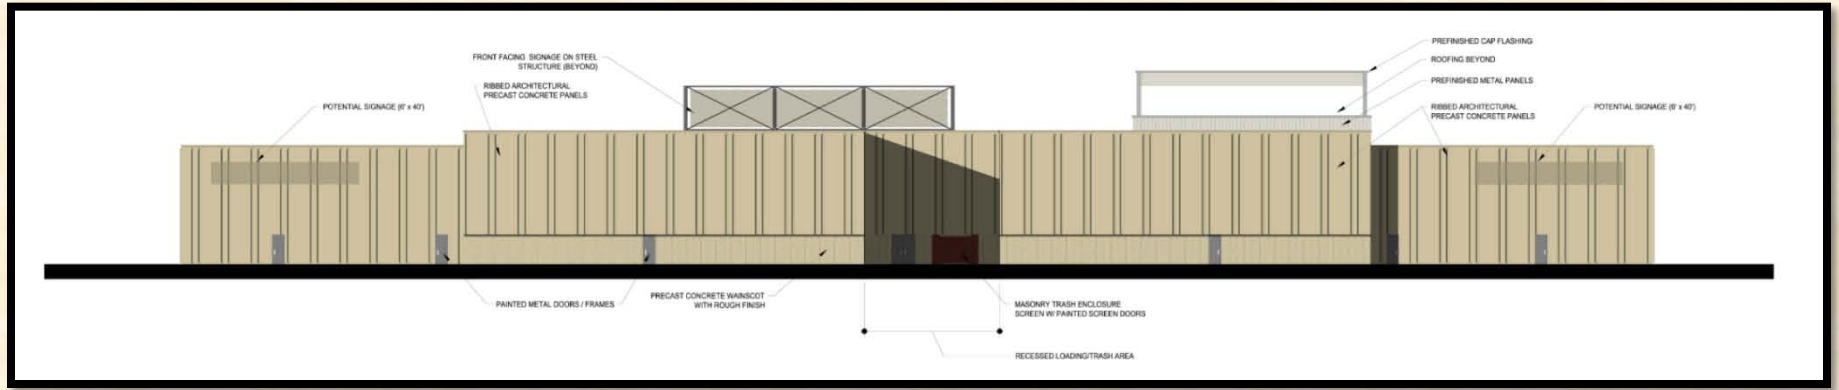 FRONT FACING SIGNAGE ON STEEL
STRUCTURE (BEYOND)
RIBBED ARCHITECTURAL
PRECAST CONCRETE PANELS
POTENTIAL SIGNAGE (6' x 40')
PREFINISHED CAP FLASHING
ROOFING BEYOND
PREFINISHED METAL PANELS
RIBBED ARCHITECTURAL
PRECAST CONCRETE PANELS
POTENTIAL SIGNAGE (6' x 40')
PAINTED METAL DOORS / FRAMES
PRECAST CONCRETE WAINSCOT
WITH ROUGH FINISH
MASONRY TRASH ENCLOSURE
SCREEN W/ PAINTED SCREEN DOORS
RECESSED LOADING/TRASH AREA